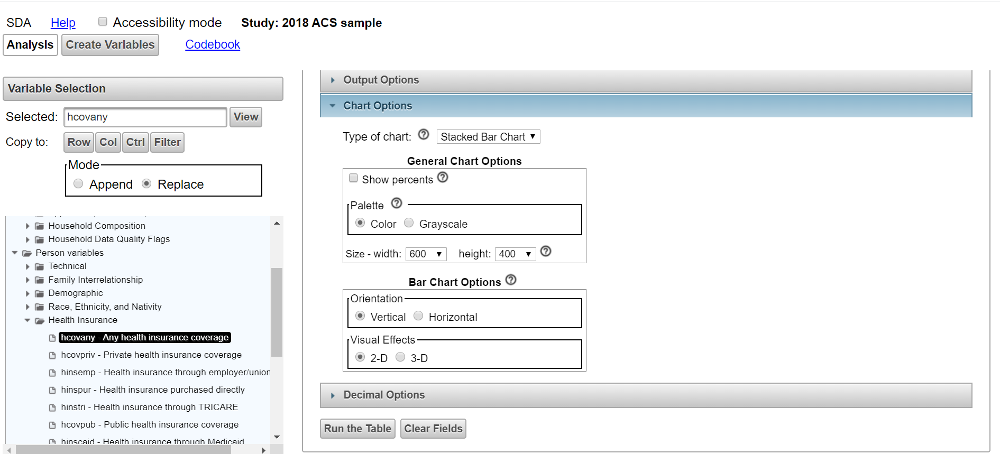 SDA Help Accessibility mode Study: 2018 ACS sample
Analysis Create Variables Codebook
Variable Selection
Selected: hcovany View
Copy to: Row Col Ctrl Filter
Mode
Append Replace
Household Composition
Household Data Quality Flags
Person variables
Technical
Family Interrelationship
Demographic
Race, Ethnicity, and Nativity
Health Insurance
hcovany - Any health insurance coverage
hcovpriv - Private health insurance coverage
hinsemp - Health insurance through employer/union
hinspur - Health insurance purchased directly
hinstri - Health insurance through TRICARE
hcovpub - Public health insurance coverage
hinscaid - Health insurance through Medicaid
Output Options
Chart Options
Type of chart: ? Stacked Bar Chart
General Chart Options
Show percents ?
Palette ?
Color Grayscale
Size - width: 600 height: 400 ?
Bar Chart Options ?
Orientation
Vertical Horizontal
Visual Effects
2-D 3-D
Decimal Options
Run the Table Clear Fields